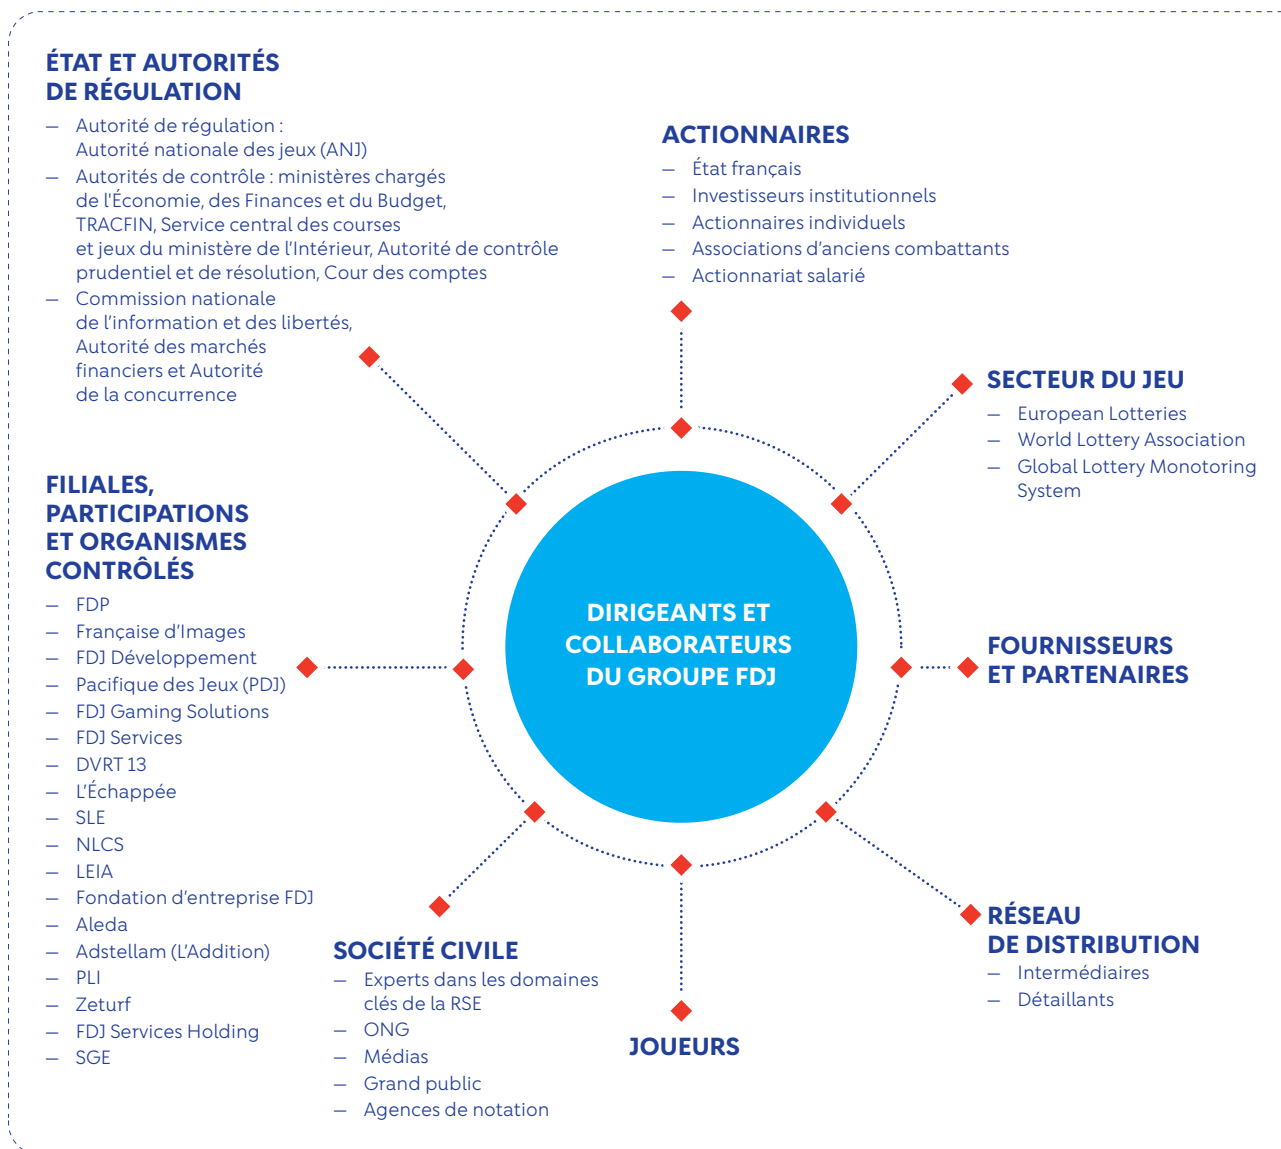 ÉTAT ET AUTORITÉS
DE RÉGULATION
— Autorité de régulation :
Autorité nationale des jeux (ANJ)
— Autorités de contrôle : ministères chargés
de l'Économie, des Finances et du Budget,
TRACFIN, Service central des courses
et jeux du ministère de l’Intérieur, Autorité de contrôle
prudentiel et de résolution, Cour des comptes
— Commission nationale
de l’information et des libertés,
Autorité des marchés
financiers et Autorité
de la concurrence
ACTIONNAIRES
— État français
— Investisseurs institutionnels
— Actionnaires individuels
— Associations d’anciens combattants
— Actionnariat salarié
SECTEUR DU JEU
— European Lotteries
— World Lottery Association
— Global Lottery Monotoring
System
FILIALES,
PARTICIPATIONS
ET ORGANISMES
CONTRÔLÉS
— FDP
— Française d’Images
— FDJ Développement
— Pacifique des Jeux (PDJ)
— FDJ Gaming Solutions
— FDJ Services
— DVRT 13
— L’Échappée
— SLE
— NLCS
— LEIA
— Fondation d’entreprise FDJ
— Aleda
— Adstellam (L’Addition)
— PLI
— Zeturf
— FDJ Services Holding
— SGE
DIRIGEANTS ET
COLLABORATEURS
DU GROUPE FDJ
FOURNISSEURS
ET PARTENAIRES
RÉSEAU
DE DISTRIBUTION
— Intermédiaires
— Détaillants
SOCIÉTÉ CIVILE
— Experts dans les domaines
clés de la RSE
— ONG
— Médias
— Grand public
— Agences de notation
JOUEURS